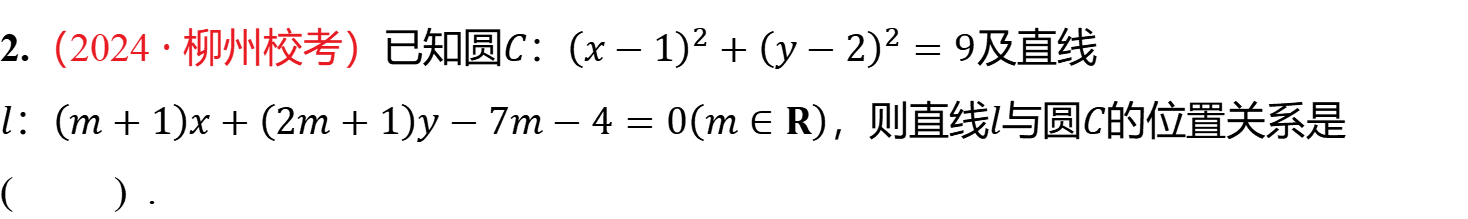 2. (2024·柳州校考) 已知圆C：(x − 1)² + (y − 2)² = 9及直线
l：(m + 1)x + (2m + 1)y − 7m − 4 = 0(m ∈ R)，则直线l与圆C的位置关系是
(  ) .